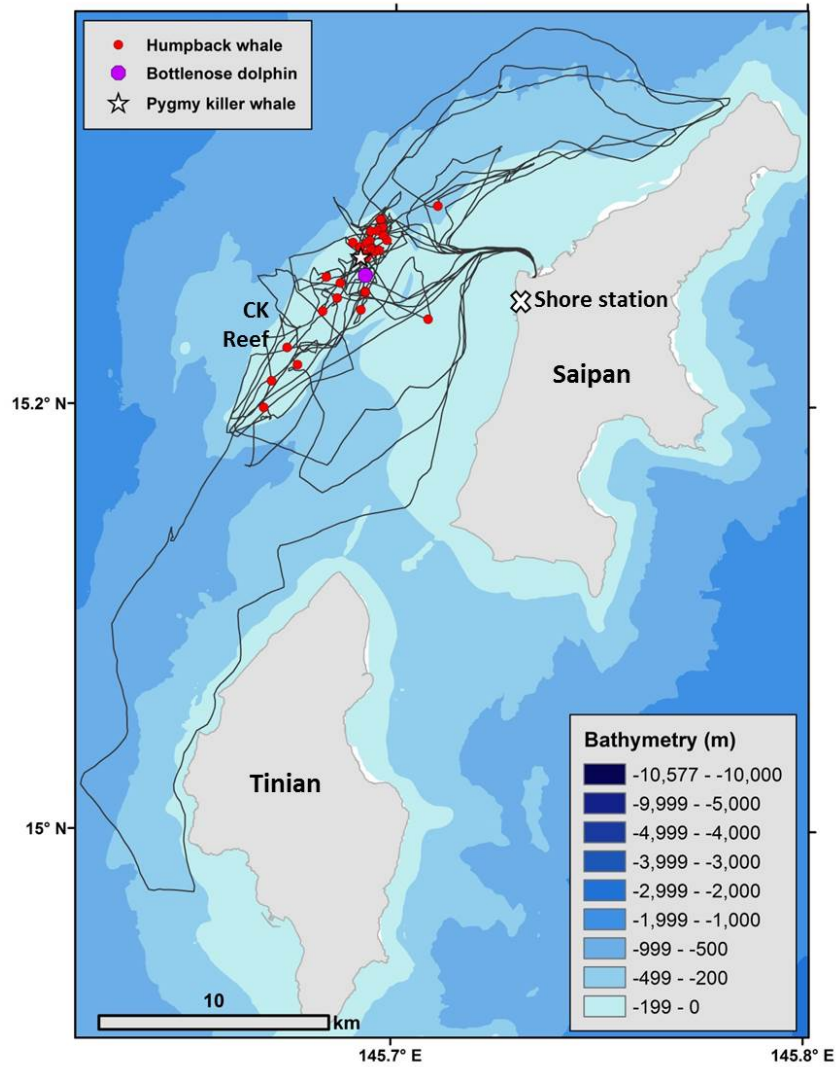 Humpback whale
Bottlenose dolphin
Pygmy killer whale
CK
Reef
Shore station
Saipan
15.2° N
Tinian
15° N
Bathymetry (m)
-10,577 - -10,000
-9,999 - -5,000
-4,999 - -4,000
-3,999 - -3,000
-2,999 - -2,000
-1,999 - -1,000
-999 - -500
-499 - -200
-199 - 0
10
km
145.7° E
145.8° E